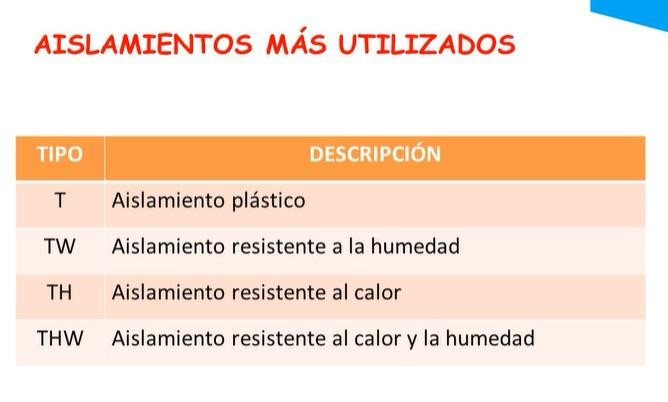 AISLAMIENTOS MÁS UTILIZADOS
TIPO DESCRIPCIÓN
T Aislamiento plástico
TW Aislamiento resistente a la humedad
TH Aislamiento resistente al calor
THW Aislamiento resistente al calor y la humedad